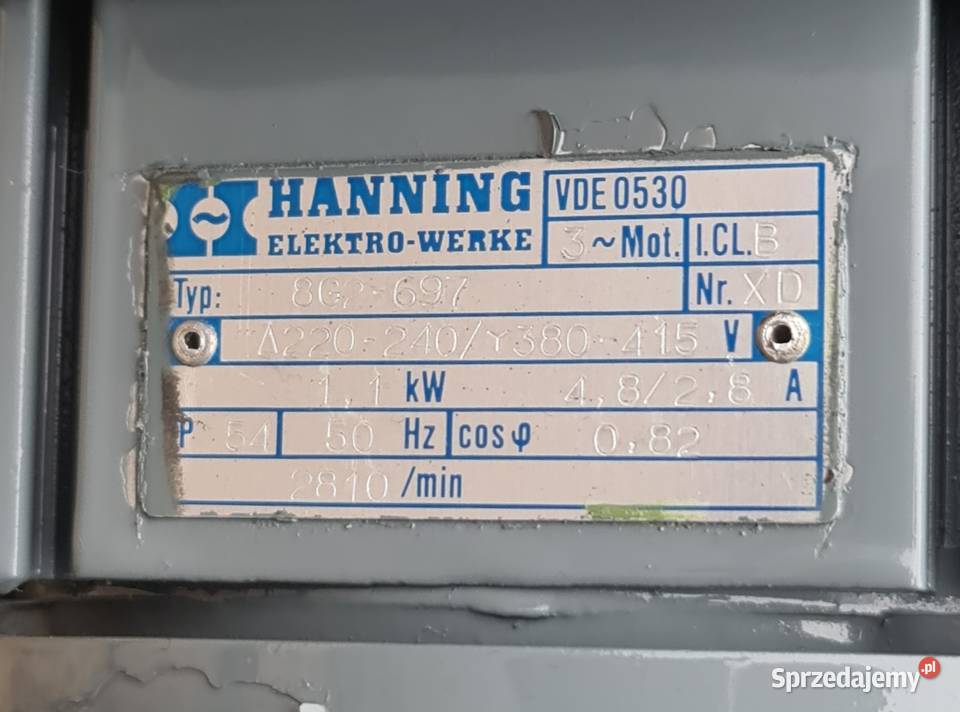 HANNING
ELEKTRO-WERKE
VDE 0530
3~Mot. I.CL.B
Typ: 8G2-697 Nr. XD
Δ220-240/Y380-415 V
1,1 kW 4,8/2,8 A
P 54 50 Hz cos φ 0,82
2810 /min
Sprzedajemy.pl